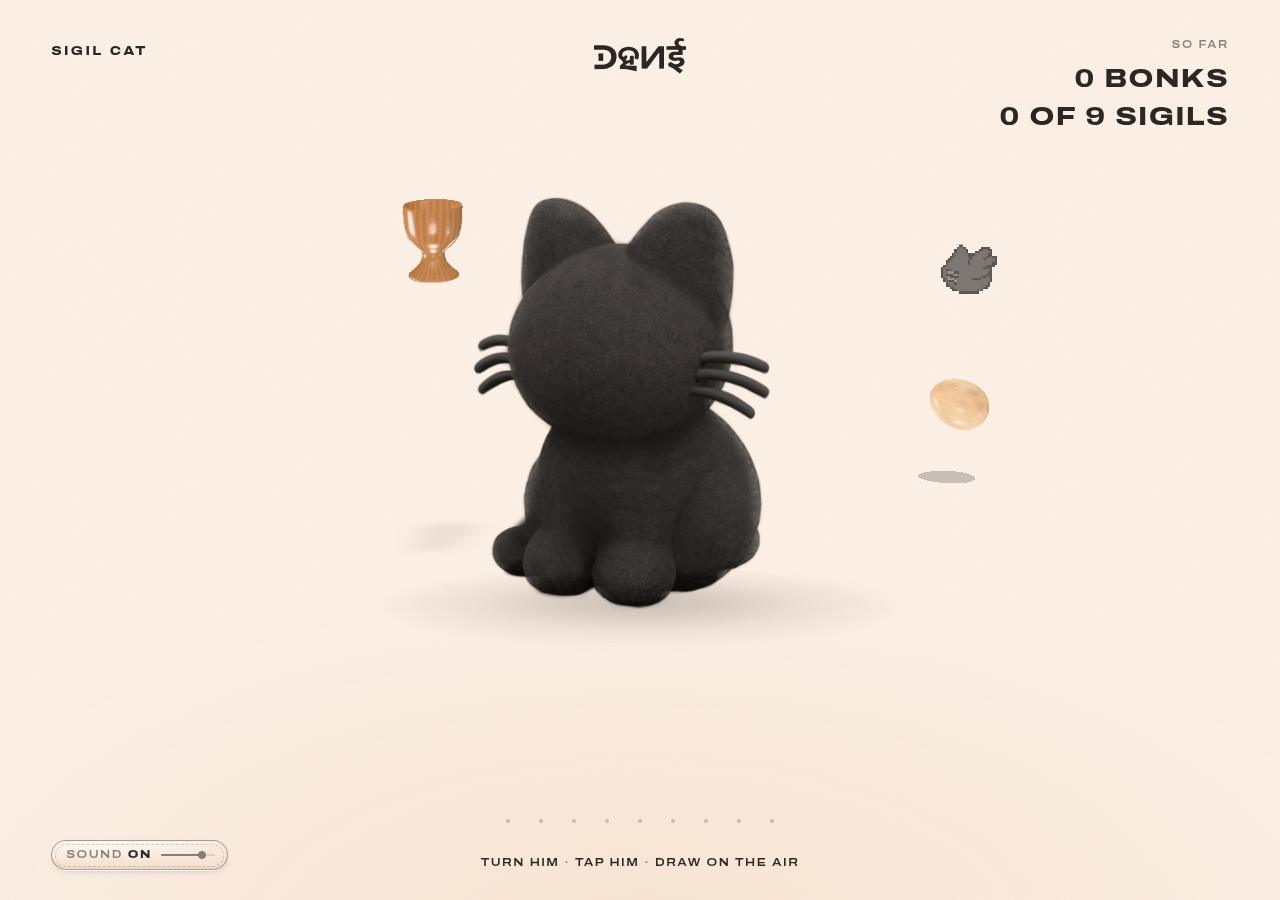 SIGIL CAT
SO FAR
0 BONKS
0 OF 9 SIGILS
SOUND ON
TURN HIM · TAP HIM · DRAW ON THE AIR